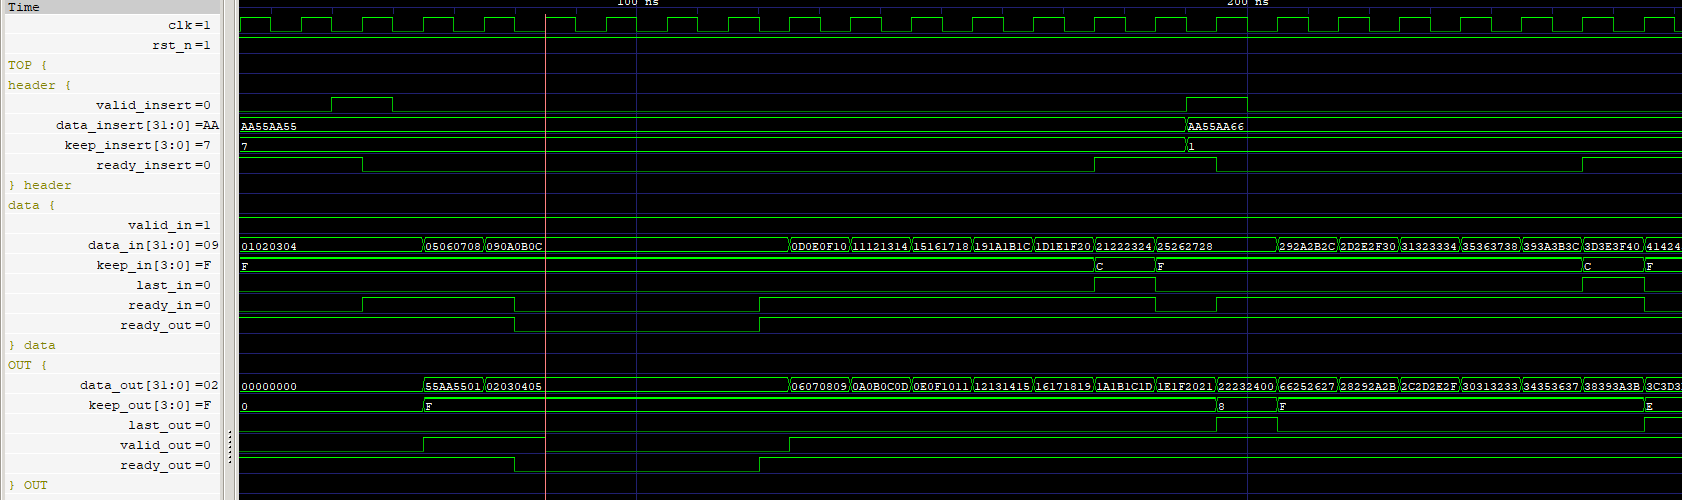 Time
100 ns 200 ns
clk=1
rst_n=1
TOP {
header {
valid_insert=0
data_insert[31:0]=AA AA55AA55 AA55AA66
keep_insert[3:0]=7 7 1
ready_insert=0
} header
data {
valid_in=1
data_in[31:0]=09 01020304 05060708 090A0B0C 0D0E0F10 11121314 15161718 191A1B1C 1D1E1F20 21222324 25262728 292A2B2C 2D2E2F30 31323334 35363738 393A3B3C 3D3E3F40 41424
keep_in[3:0]=F F C F C F
last_in=0
ready_in=0
ready_out=0
} data
OUT {
data_out[31:0]=02 00000000 55AA5501 02030405 06070809 0A0B0C0D 0E0F1011 12131415 16171819 1A1B1C1D 1E1F2021 22232400 66252627 28292A2B 2C2D2E2F 30313233 34353637 38393A3B 3C3D3
keep_out[3:0]=F 0 F 8 F E
last_out=0
valid_out=0
ready_out=0
} OUT